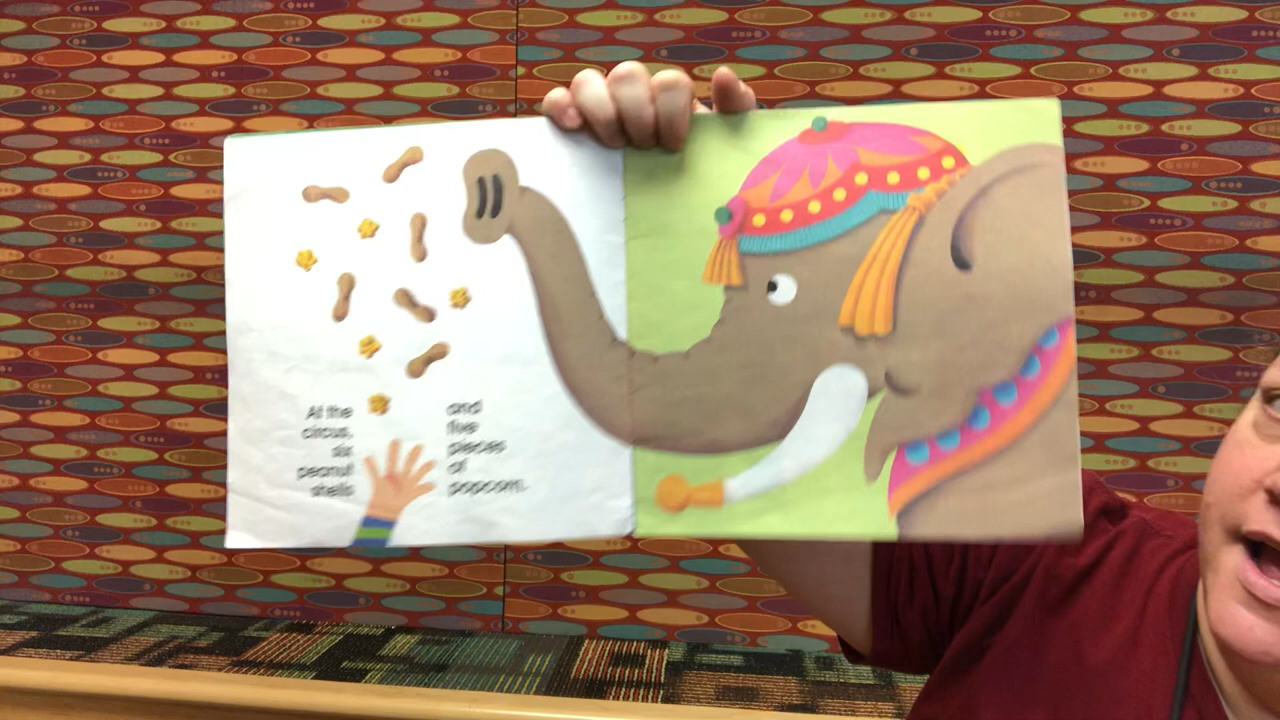 At the
circus,
six
peanut
shells
and
five
pieces
of
popcorn.